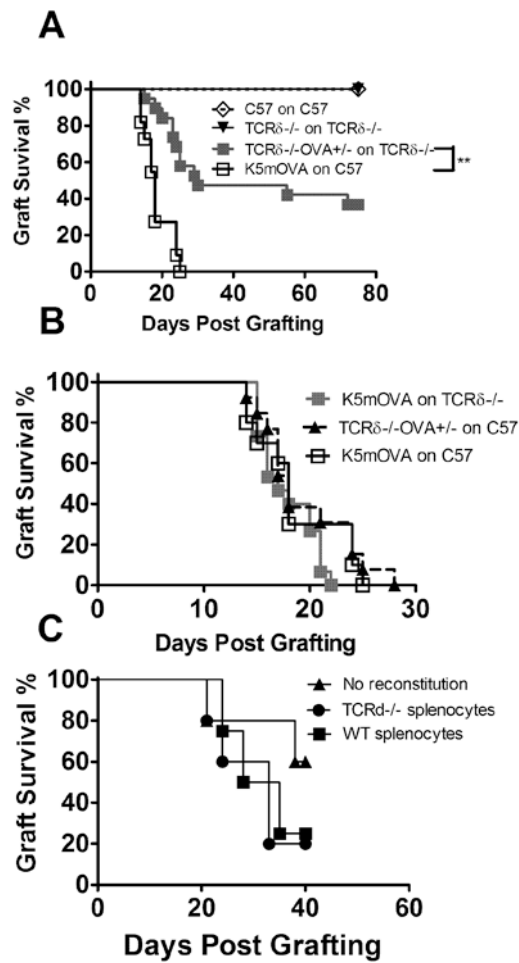 A
Graft Suvival %
100
80
60
40
20
0
C57 on C57
TCRδ-/- on TCRδ-/-
TCRδ-/-OVA+/- on TCRδ-/-
K5mOVA on C57
**
0 20 40 60 80
Days Post Grafting
B
Graft Survival %
100
80
60
40
20
0
K5mOVA on TCRδ-/-
TCRδ-/-OVA+/- on C57
K5mOVA on C57
0 10 20 30
Days Post Grafting
C
Graft Survival %
100
80
60
40
20
0
No reconstitution
TCRd-/- splenocytes
WT splenocytes
0 20 40 60
Days Post Grafting